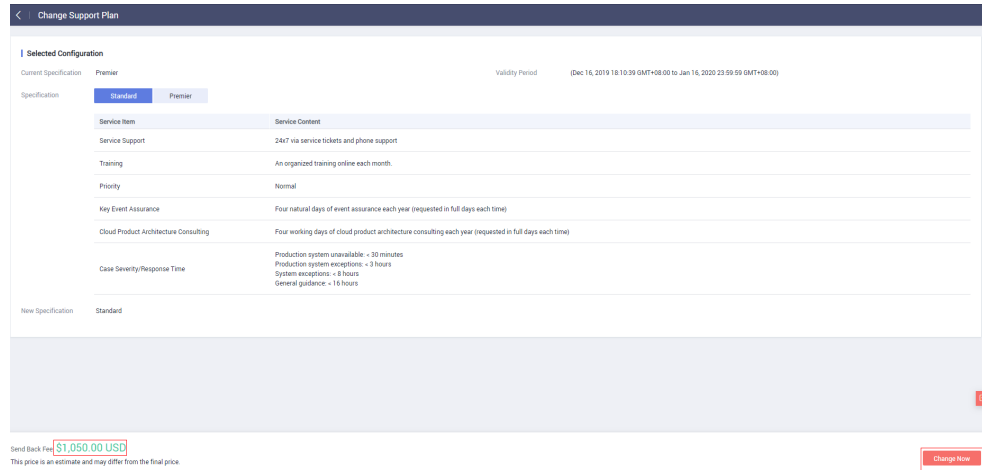 Change Support Plan
Selected Configuration
Current Specification Premier Validity Period (Dec 16, 2019 18:10:39 GMT+08:00 to Jan 16, 2020 23:59:59 GMT+08:00)
Specification Standard Premier
Service Item Service Content
Service Support 24x7 via service tickets and phone support
Training An organized training online each month.
Priority Normal
Key Event Assurance Four natural days of event assurance each year (requested in full days each time)
Cloud Product Architecture Consulting Four working days of cloud product architecture consulting each year (requested in full days each time)
Case Severity/Response Time
Production system unavailable: < 30 minutes
Production system exceptions: < 3 hours
System exceptions: < 8 hours
General guidance: < 16 hours
New Specification Standard
Send Back Fee $1,050.00 USD
This price is an estimate and may differ from the final price.
Change Now